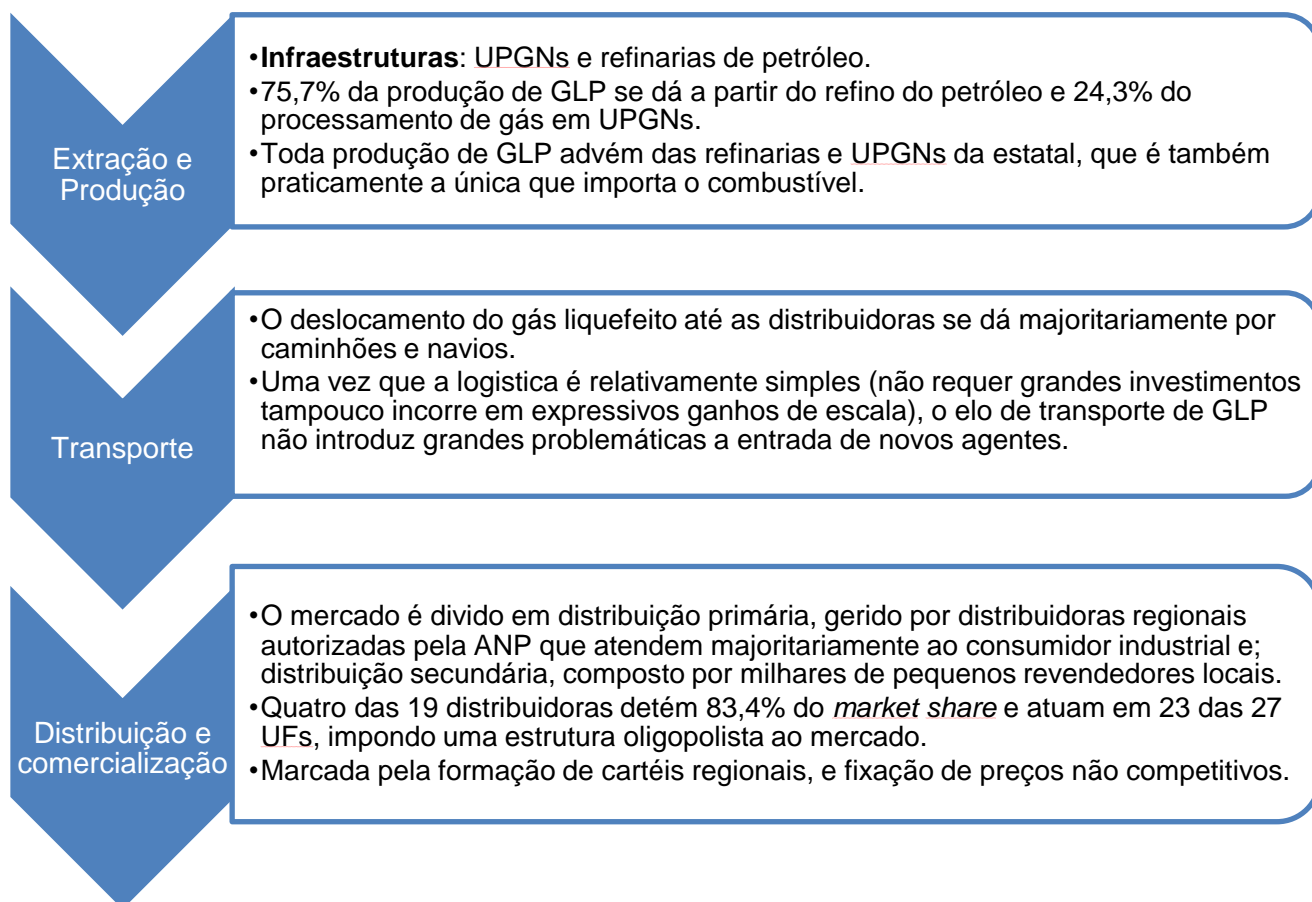 Extração e
Produção
•Infraestruturas: UPGNs e refinarias de petróleo.
•75,7% da produção de GLP se dá a partir do refino do petróleo e 24,3% do
processamento de gás em UPGNs.
•Toda produção de GLP advém das refinarias e UPGNs da estatal, que é também
praticamente a única que importa o combustível.
Transporte
•O deslocamento do gás liquefeito até as distribuidoras se dá majoritariamente por
caminhões e navios.
•Uma vez que a logistica é relativamente simples (não requer grandes investimentos
tampouco incorre em expressivos ganhos de escala), o elo de transporte de GLP
não introduz grandes problemáticas a entrada de novos agentes.
Distribuição e
comercialização
•O mercado é divido em distribuição primária, gerido por distribuidoras regionais
autorizadas pela ANP que atendem majoritariamente ao consumidor industrial e;
distribuição secundária, composto por milhares de pequenos revendedores locais.
•Quatro das 19 distribuidoras detém 83,4% do market share e atuam em 23 das 27
UFs, impondo uma estrutura oligopolista ao mercado.
•Marcada pela formação de cartéis regionais, e fixação de preços não competitivos.